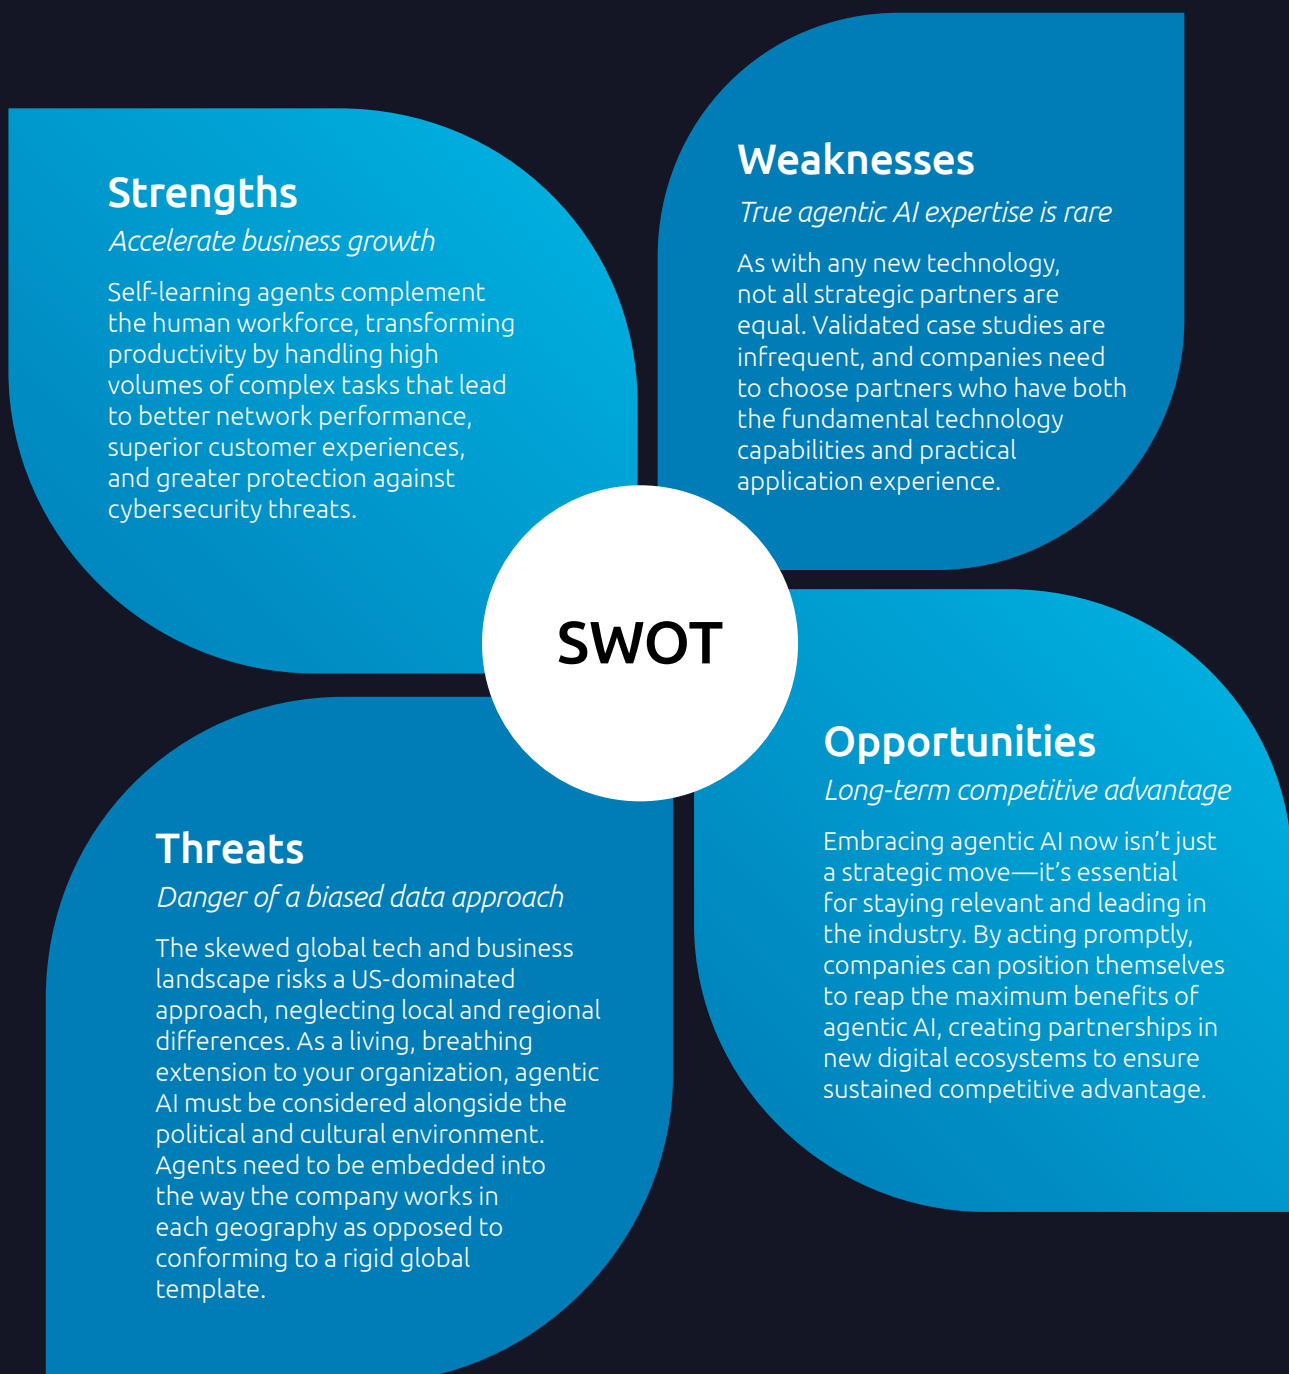 Strengths
Accelerate business growth
Self-learning agents complement
the human workforce, transforming
productivity by handling high
volumes of complex tasks that lead
to better network performance,
superior customer experiences,
and greater protection against
cybersecurity threats.
Weaknesses
True agentic AI expertise is rare
As with any new technology,
not all strategic partners are
equal. Validated case studies are
infrequent, and companies need
to choose partners who have both
the fundamental technology
capabilities and practical
application experience.
SWOT
Threats
Danger of a biased data approach
The skewed global tech and business
landscape risks a US-dominated
approach, neglecting local and regional
differences. As a living, breathing
extension to your organization, agentic
AI must be considered alongside the
political and cultural environment.
Agents need to be embedded into
the way the company works in
each geography as opposed to
conforming to a rigid global
template.
Opportunities
Long-term competitive advantage
Embracing agentic AI now isn’t just
a strategic move—it’s essential
for staying relevant and leading in
the industry. By acting promptly,
companies can position themselves
to reap the maximum benefits of
agentic AI, creating partnerships in
new digital ecosystems to ensure
sustained competitive advantage.